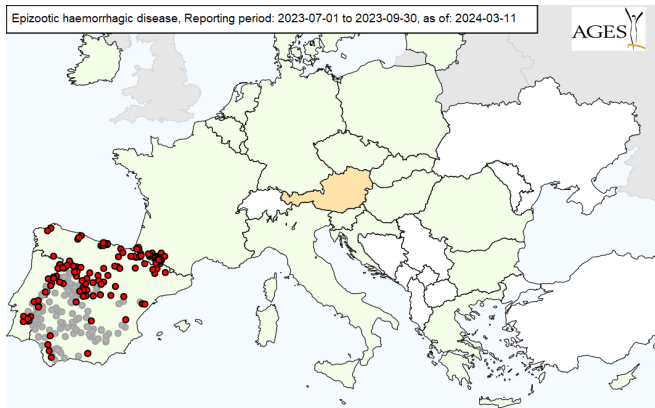 Epizootic haemorrhagic disease, Reporting period: 2023-07-01 to 2023-09-30, as of: 2024-03-11
AGES